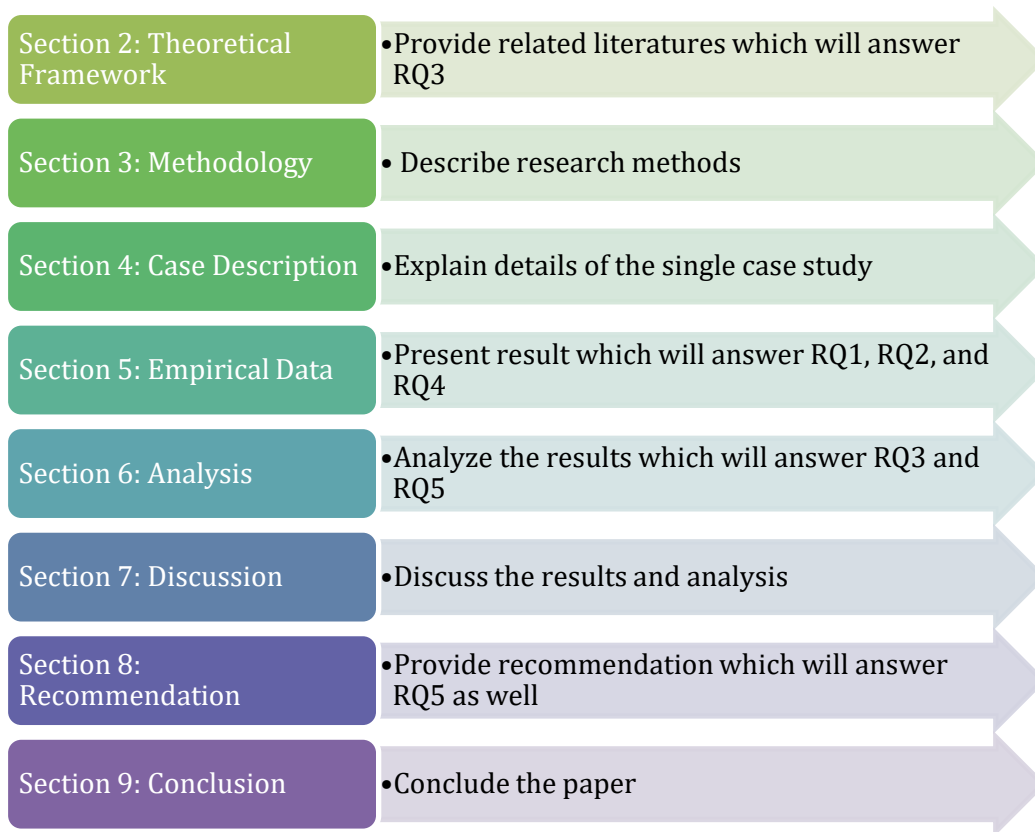 Section 2: Theoretical
Framework
•Provide related literatures which will answer
RQ3
Section 3: Methodology
• Describe research methods
Section 4: Case Description
•Explain details of the single case study
Section 5: Empirical Data
•Present result which will answer RQ1, RQ2, and
RQ4
Section 6: Analysis
•Analyze the results which will answer RQ3 and
RQ5
Section 7: Discussion
•Discuss the results and analysis
Section 8:
Recommendation
•Provide recommendation which will answer
RQ5 as well
Section 9: Conclusion
•Conclude the paper